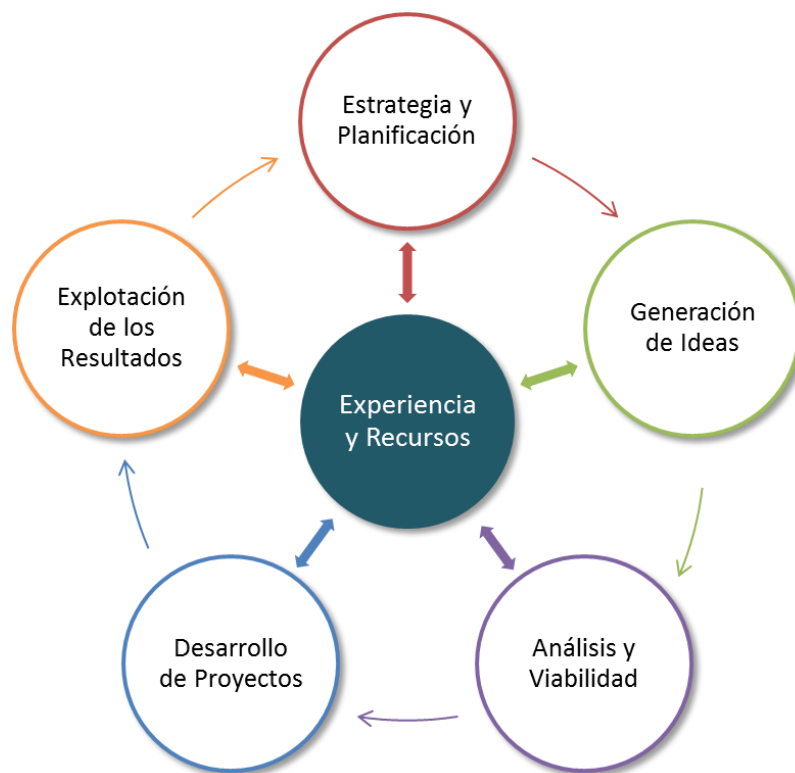 Estrategia y
Planificación
Generación
de Ideas
Análisis y
Viabilidad
Desarrollo
de Proyectos
Explotación
de los
Resultados
Experiencia
y Recursos